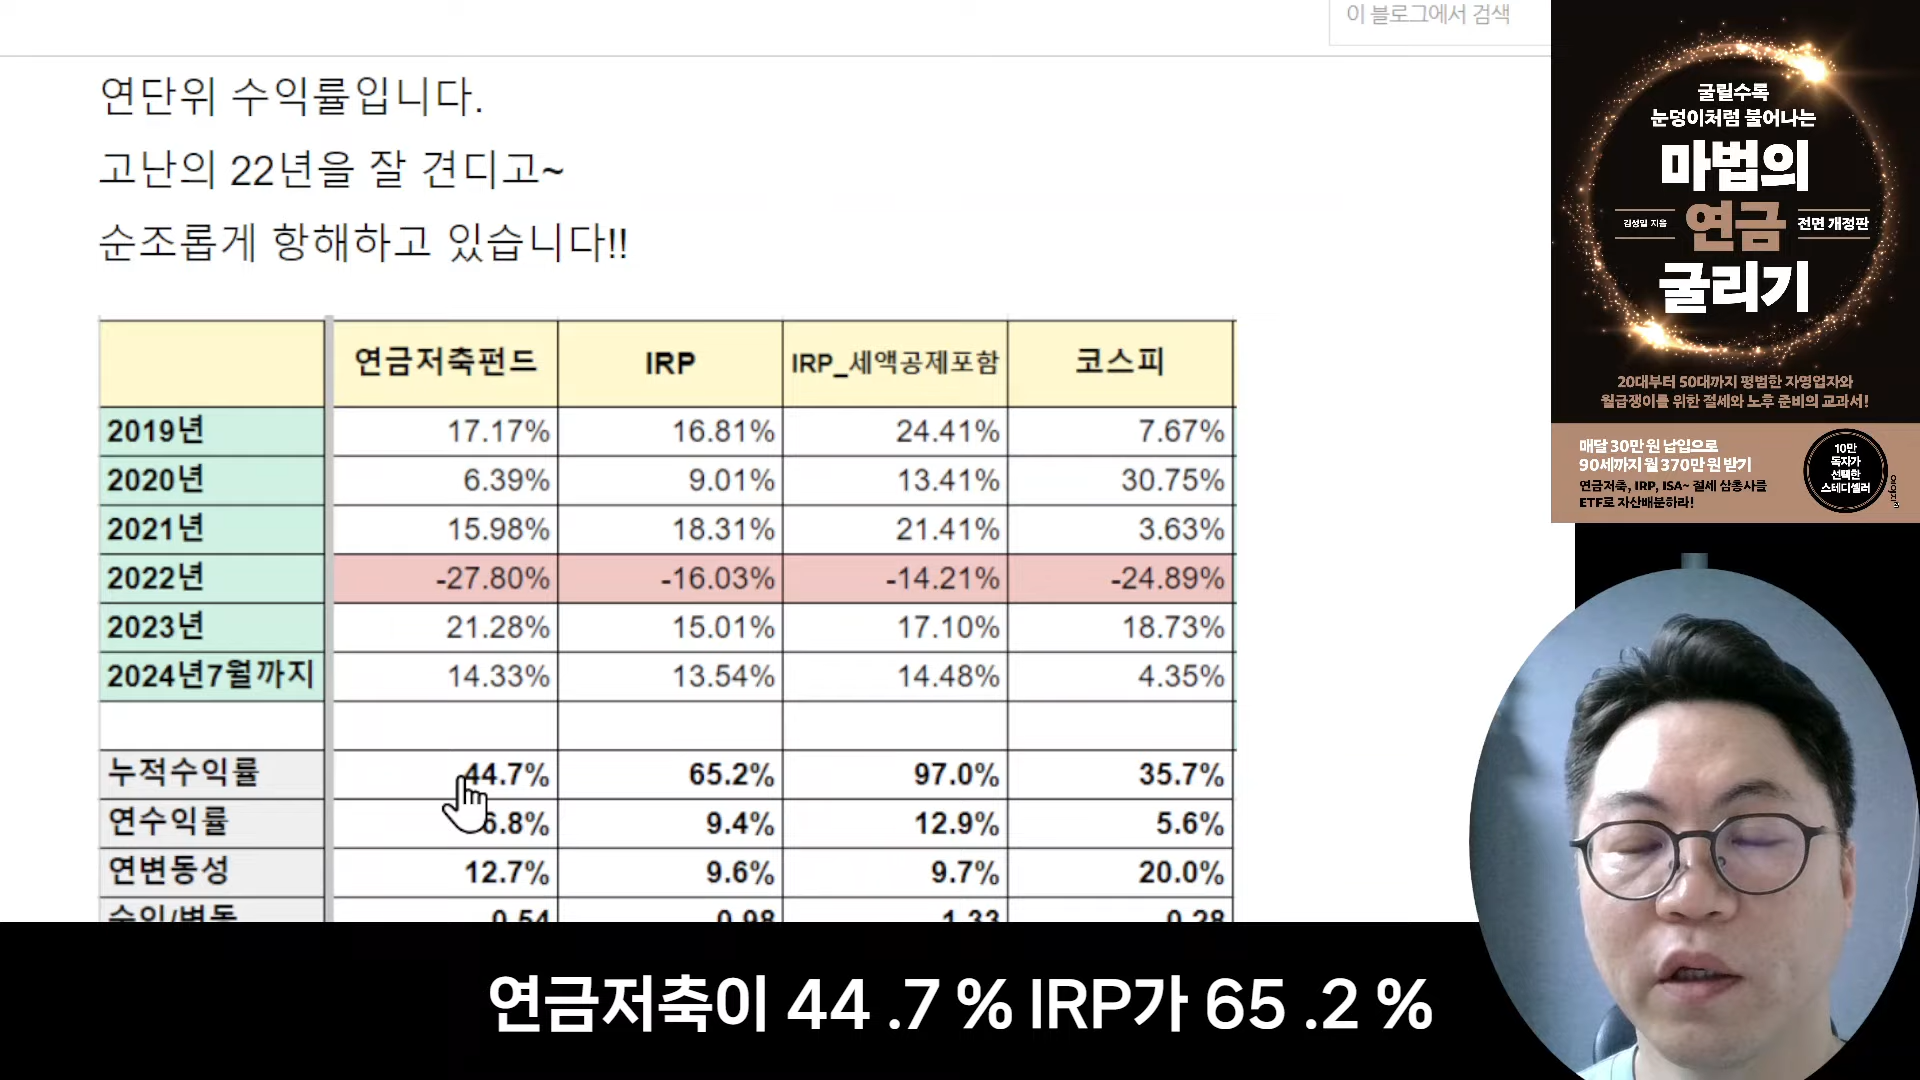 이 블로그에서 검색
연단위 수익률입니다.
고난의 22년을 잘 견디고~
순조롭게 항해하고 있습니다!!
연금저축펀드 IRP IRP_세액공제포함 코스피
2019년 17.17% 16.81% 24.41% 7.67%
2020년 6.39% 9.01% 13.41% 30.75%
2021년 15.98% 18.31% 21.41% 3.63%
2022년 -27.80% -16.03% -14.21% -24.89%
2023년 21.28% 15.01% 17.10% 18.73%
2024년7월까지 14.33% 13.54% 14.48% 4.35%
누적수익률 44.7% 65.2% 97.0% 35.7%
연수익률 6.8% 9.4% 12.9% 5.6%
연변동성 12.7% 9.6% 9.7% 20.0%
수익/변동 0.54 0.98 1.33 0.28
연금저축이 44 .7 % IRP가 65 .2 %
굴릴수록
눈덩이처럼 불어나는
마법의
김성일 지음 연금 전면 개정판
굴리기
20대부터 50대까지 평범한 자영업자와
월급쟁이를 위한 절세와 노후 준비의 교과서!
매달 30만 원 납입으로
90세까지 월 370만 원 받기
연금저축, IRP, ISA~ 절세 삼총사를
ETF로 자산배분하라!
10만
독자가
선택한
스테디셀러